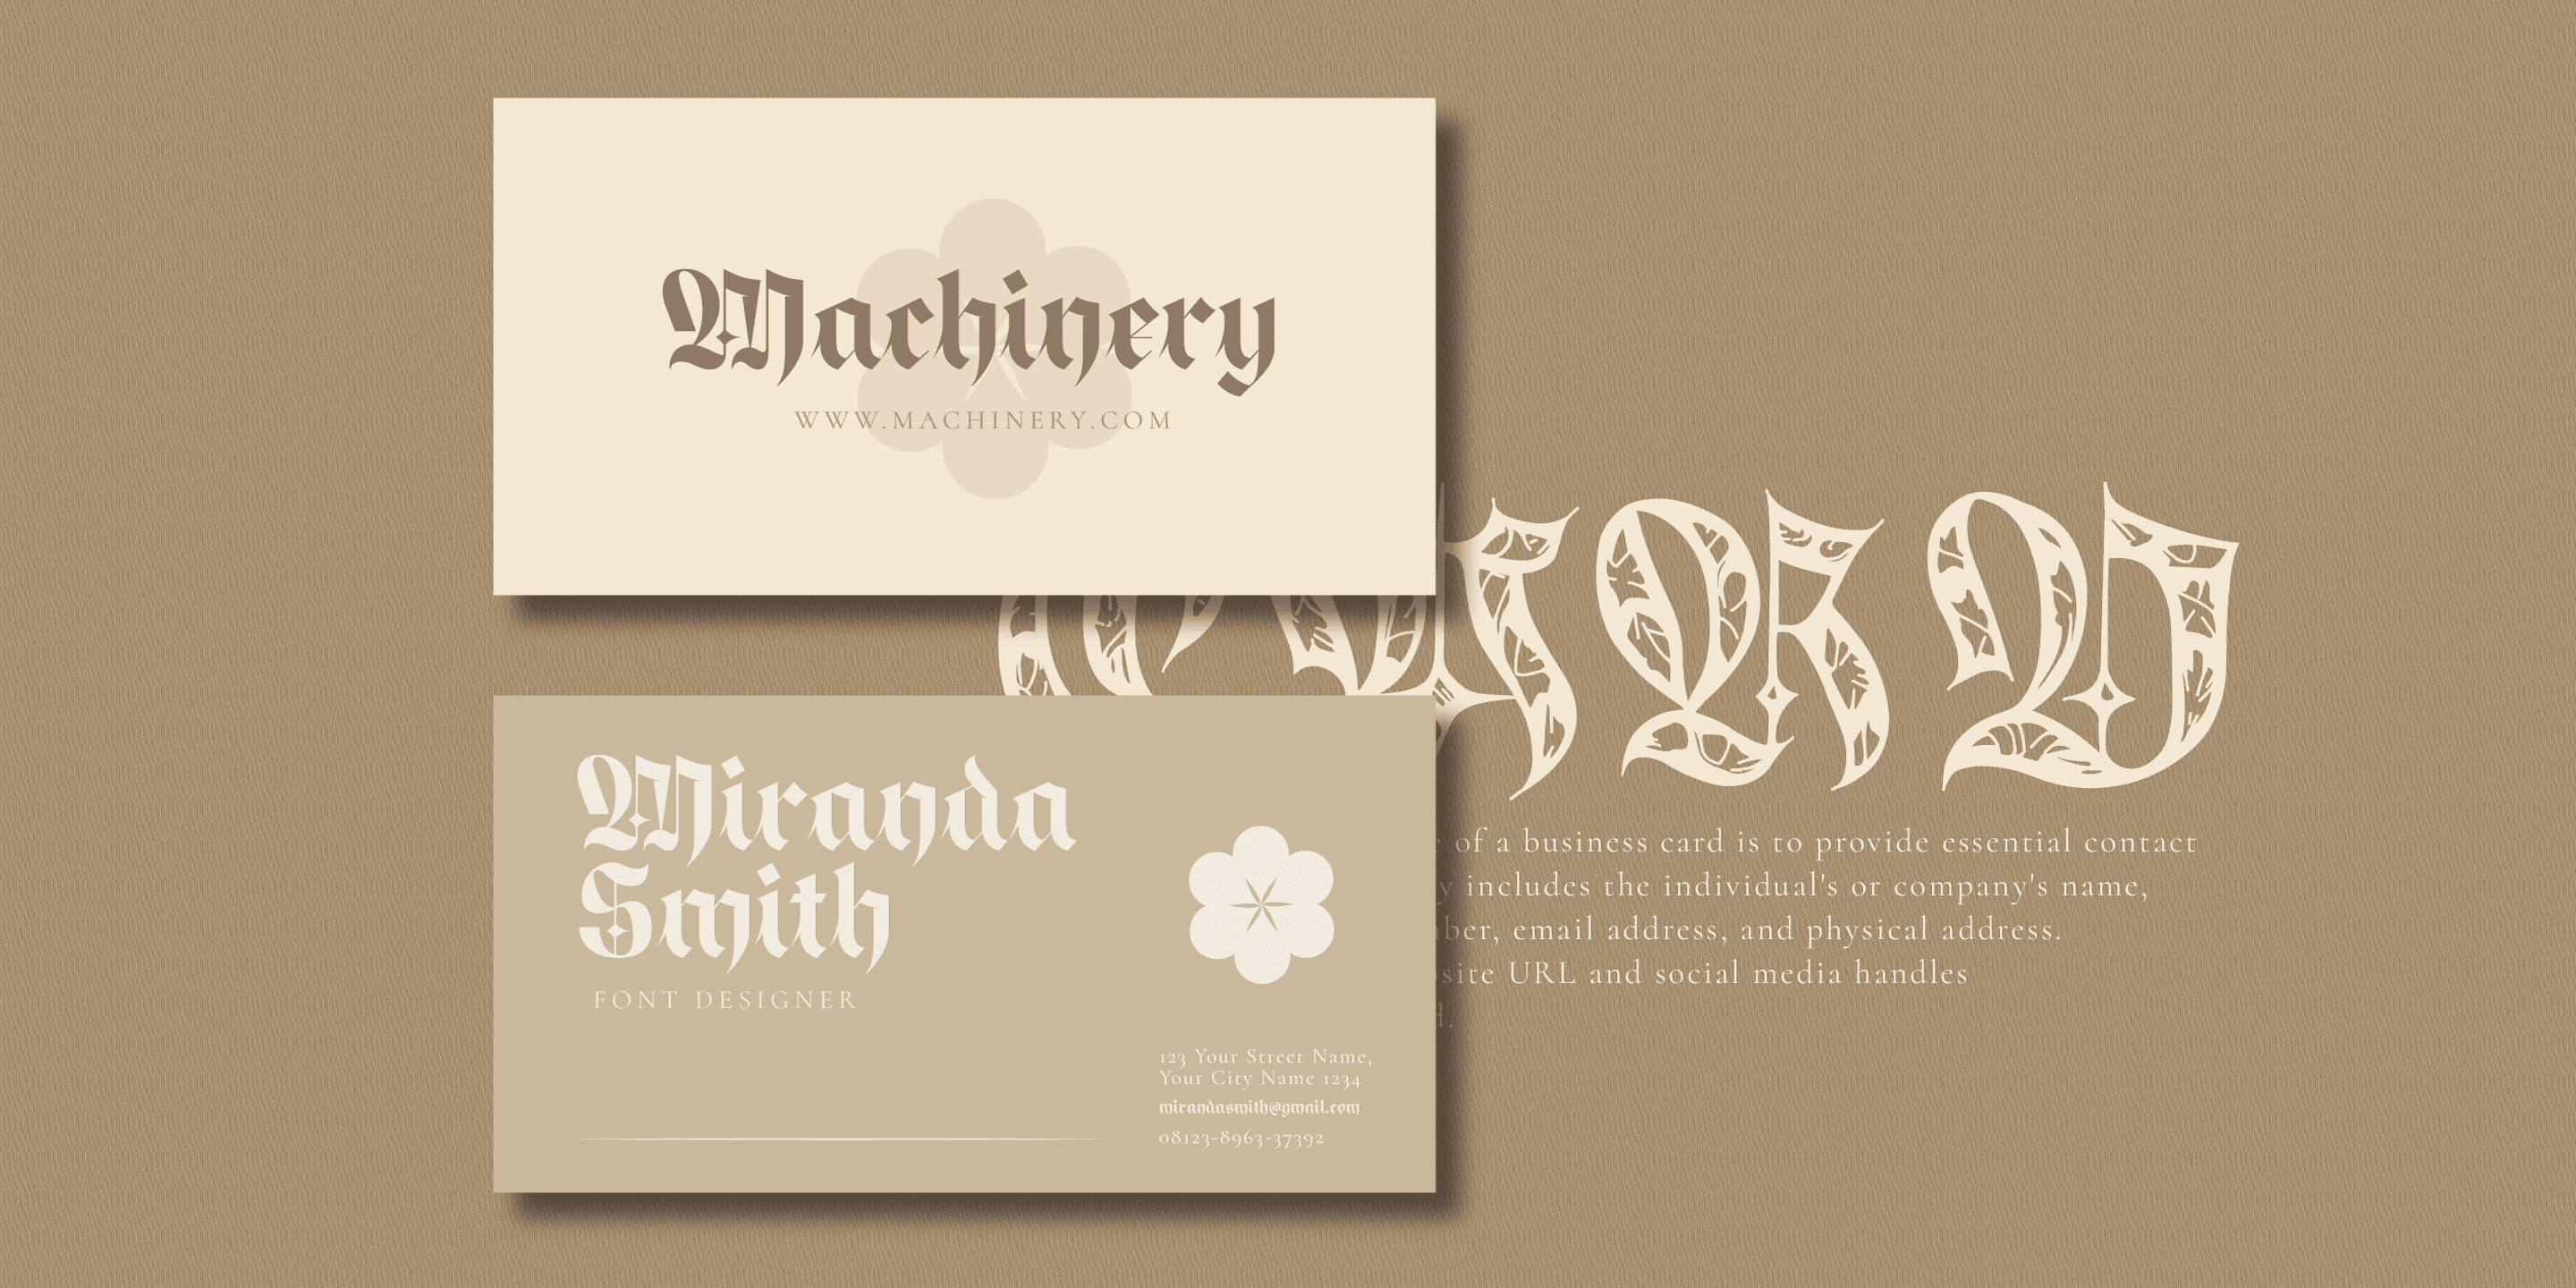 Machinery
WWW.MACHINERY.COM
CARD
Miranda
Smith
FONT DESIGNER
123 Your Street Name,
Your City Name 1234
mirandasmith@gmail.com
08123-8963-37392
of a business card is to provide essential contact
includes the individual's or company's name,
email address, and physical address.
URL and social media handles